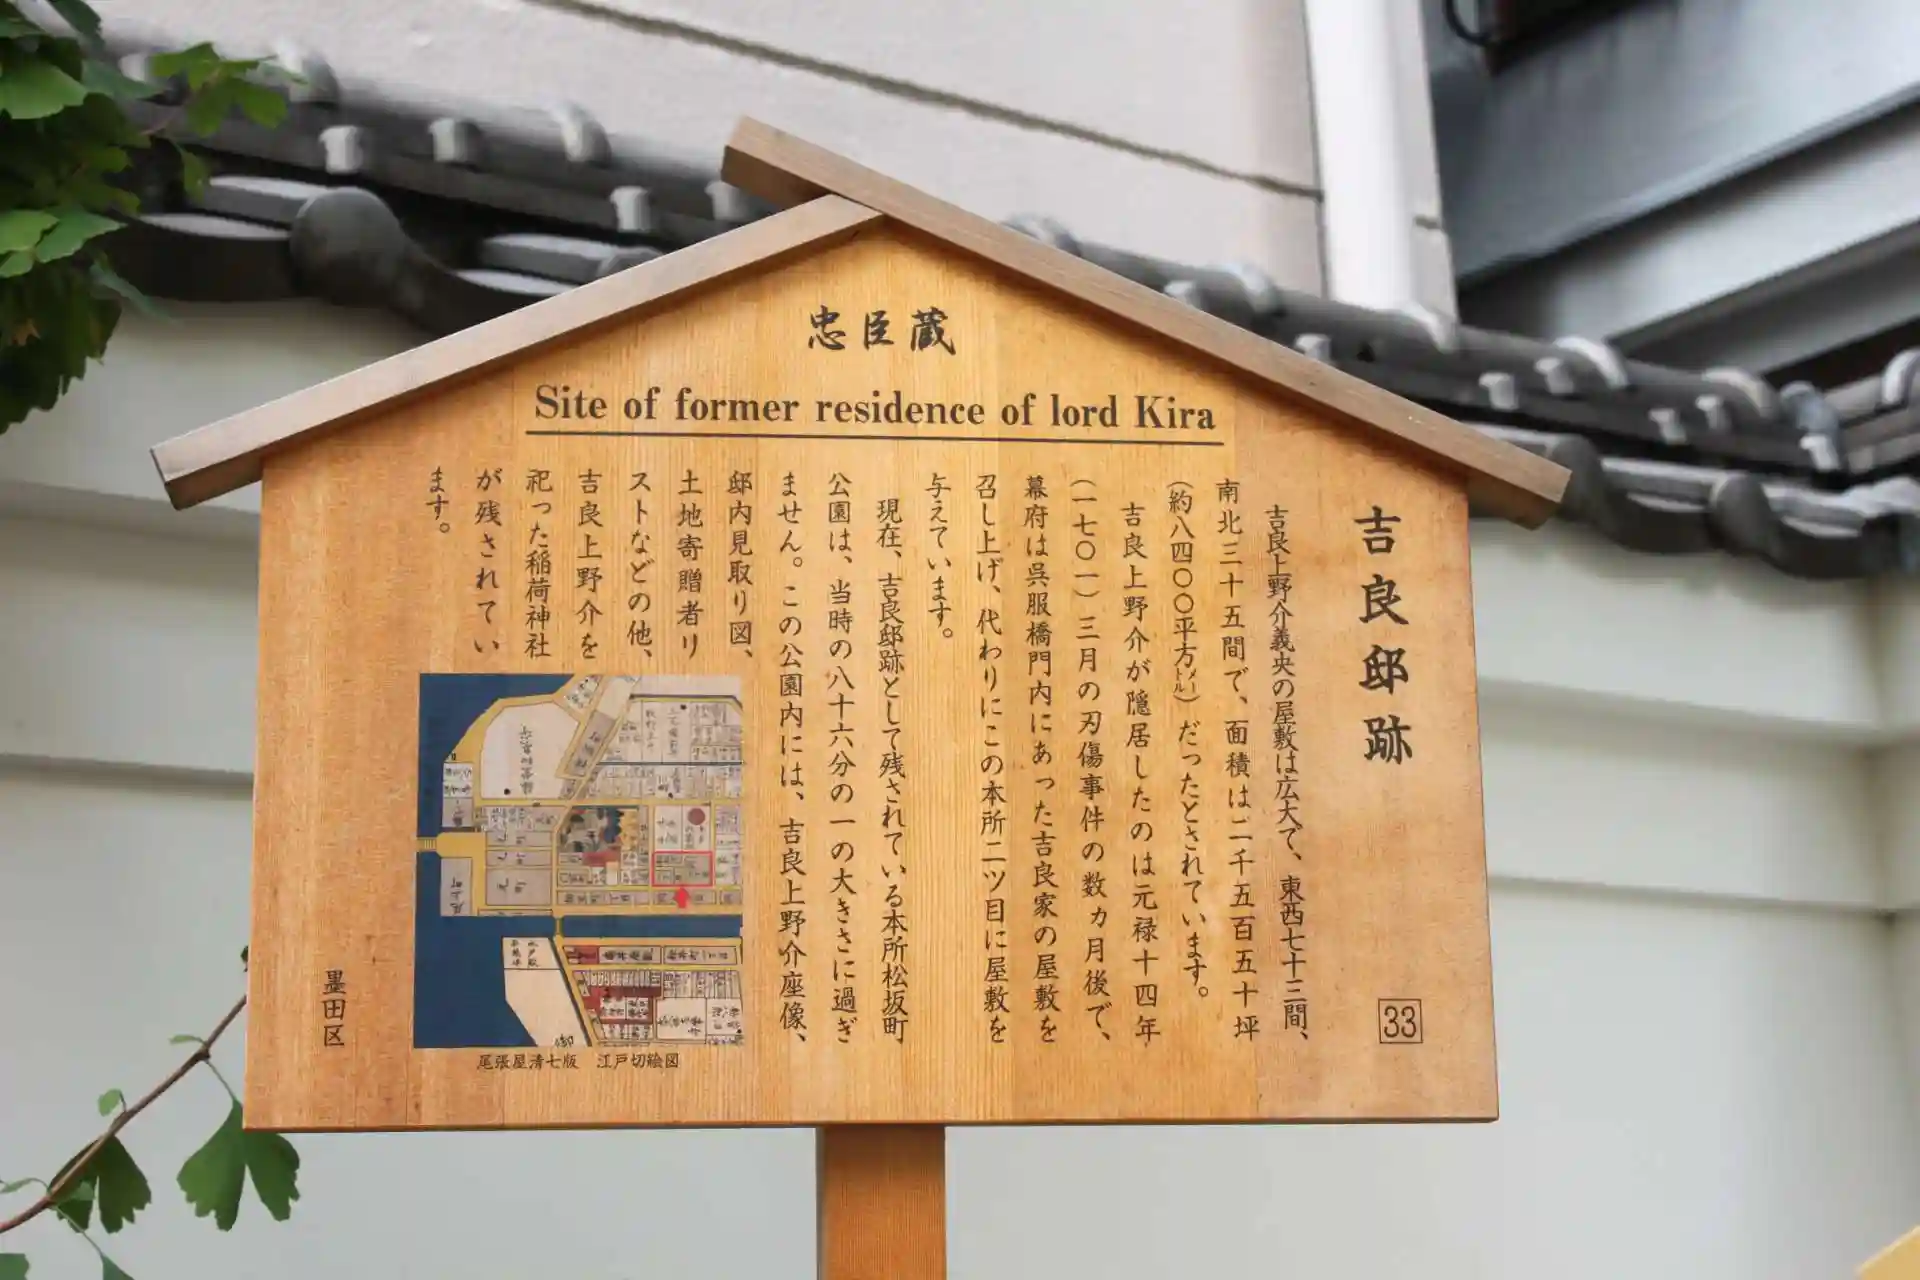 忠臣蔵
Site of former residence of lord Kira
吉良邸跡
33
吉良上野介義央の屋敷は広大で、東西七十三間、
南北三十五間で、面積は二千五百五十坪
(約八四〇〇平方メートル)だったとされています。
吉良上野介が隠居したのは元禄十四年
(一七〇一)三月の刃傷事件の数ヵ月後で、
幕府は呉服橋門内にあった吉良家の屋敷を
召し上げ、代わりにこの本所二ツ目に屋敷を
与えています。
現在、吉良邸跡として残されている本所松坂町
公園は、当時の八十六分の一の大きさに過ぎ
ません。この公園内には、吉良上野介座像、
邸内見取り図、
土地寄贈者リ
ストなどの他、
吉良上野介を
祀った稲荷神社
が残されてい
ます。
尾張屋清七版 江戸切絵図
墨田区